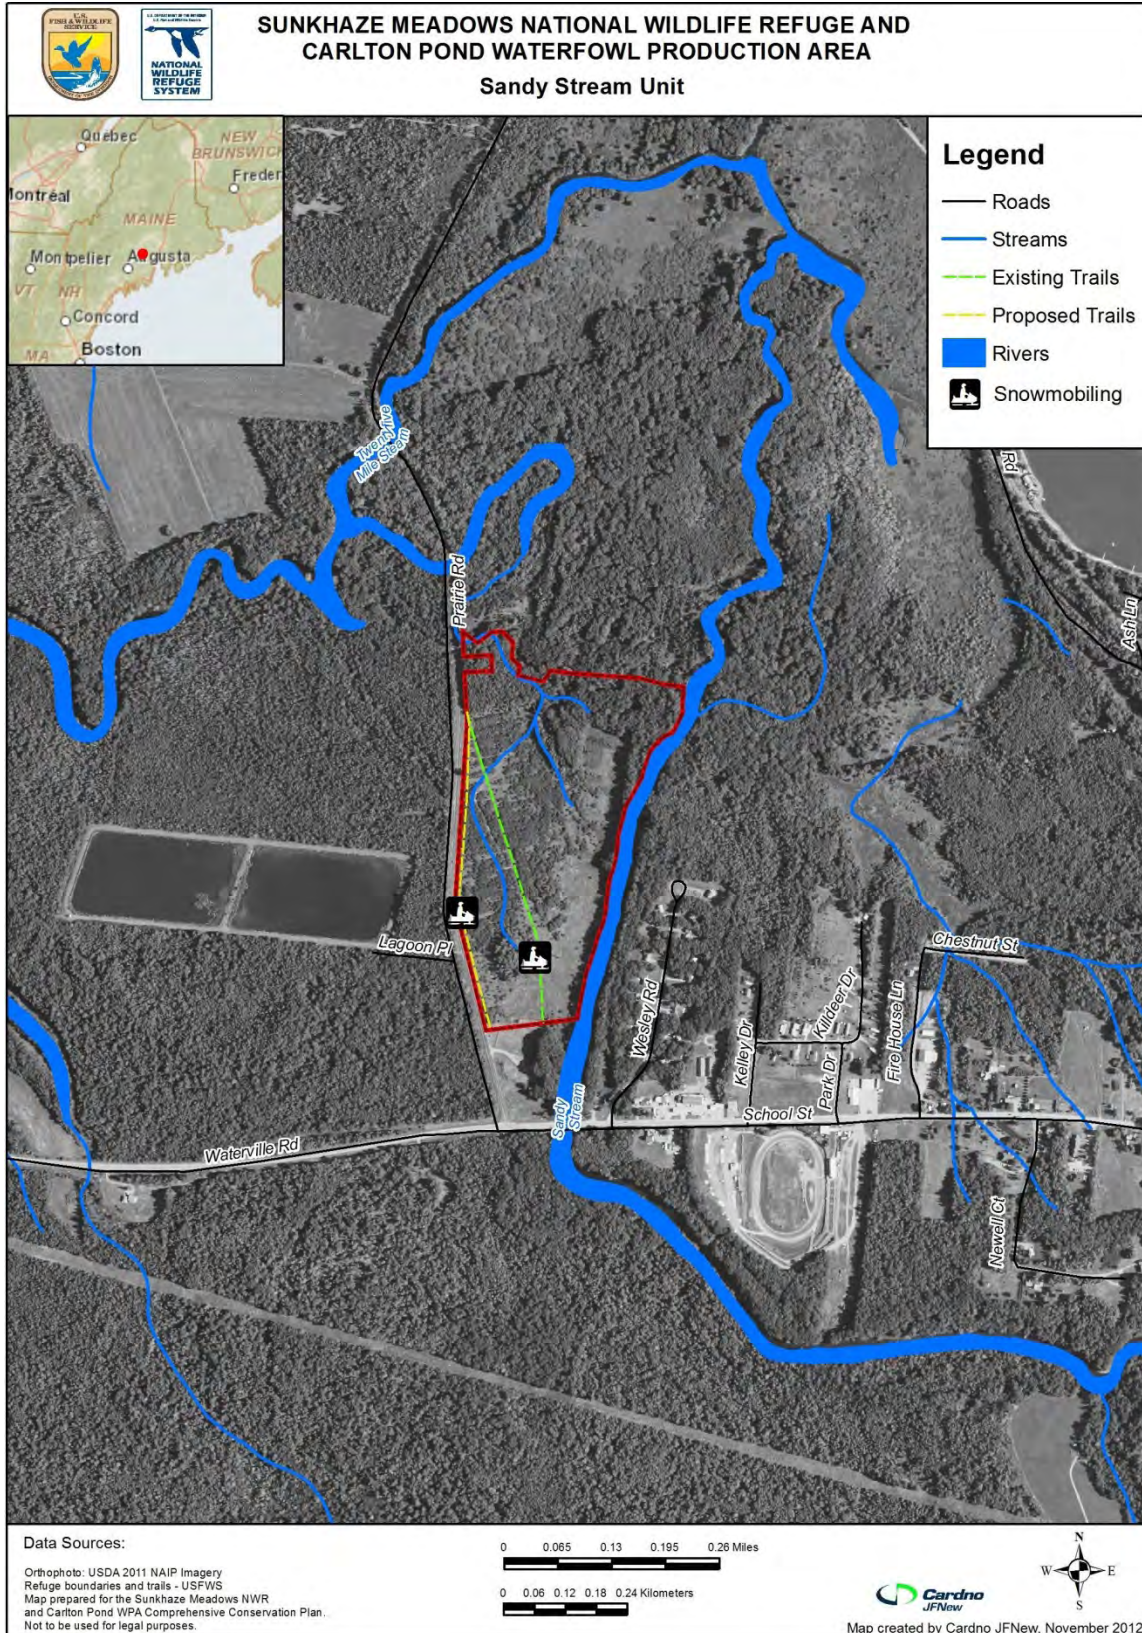 U.S.
FISH & WILDLIFE
SERVICE
NATIONAL
WILDLIFE
REFUGE
SYSTEM
SUNKHAZE MEADOWS NATIONAL WILDLIFE REFUGE AND
CARLTON POND WATERFOWL PRODUCTION AREA
Sandy Stream Unit
Québec
NEW
BRUNSWICK
Freder
Iontréal
MAINE
Montpelier
Augusta
VT
NH
Concord
MA
Boston
Legend
Roads
Streams
Existing Trails
Proposed Trails
Rivers
Snowmobiling
Twentyfive
Mile Steam
Rd
Prairie Rd
Ash Ln
Lagoon Pl
Wesley Rd
Kelley Dr
Killdeer Dr
Park Dr
Fire House Ln
Chestnut St
Sandy
Stream
School St
Waterville Rd
Newell Ct
Data Sources:
Orthophoto: USDA 2011 NAIP Imagery
Refuge boundaries and trails - USFWS
Map prepared for the Sunkhaze Meadows NWR
and Carlton Pond WPA Comprehensive Conservation Plan.
Not to be used for legal purposes.
0 0.065 0.13 0.195 0.26 Miles
0 0.06 0.12 0.18 0.24 Kilometers
N
W E
S
Cardno
JFNew
Map created by Cardno JFNew, November 2012